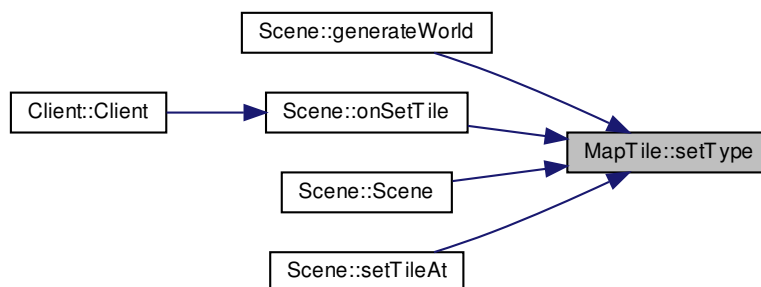 Scene::generateWorld
Client::Client
Scene::onSetTile
MapTile::setType
Scene::Scene
Scene::setTileAt